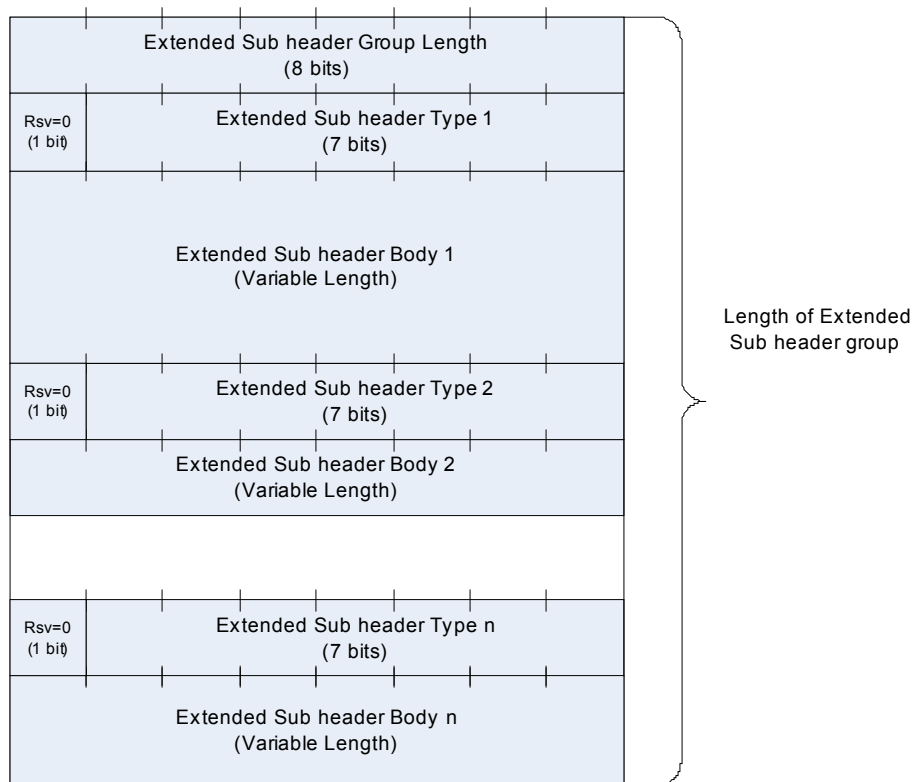 Extended Sub header Group Length
(8 bits)
Rsv=0
(1 bit)
Extended Sub header Type 1
(7 bits)
Extended Sub header Body 1
(Variable Length)
Rsv=0
(1 bit)
Extended Sub header Type 2
(7 bits)
Extended Sub header Body 2
(Variable Length)
Length of Extended
Sub header group
Rsv=0
(1 bit)
Extended Sub header Type n
(7 bits)
Extended Sub header Body n
(Variable Length)